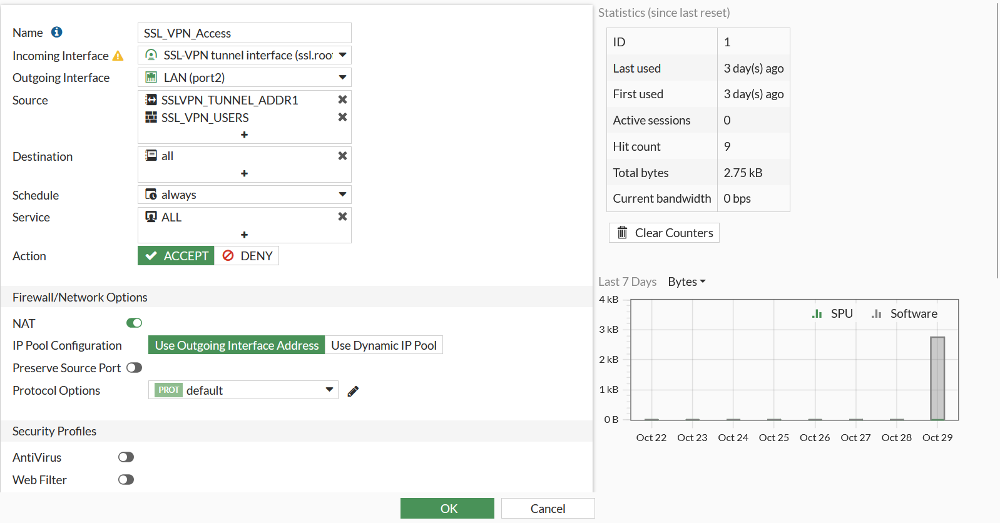 Name
SSL_VPN_Access
Incoming Interface
SSL-VPN tunnel interface (ssl.roo
Outgoing Interface
LAN (port2)
Source
SSLVPN_TUNNEL_ADDR1
SSL_VPN_USERS
+
Destination
all
+
Schedule
always
Service
ALL
+
Action
ACCEPT
DENY
Firewall/Network Options
NAT
IP Pool Configuration
Use Outgoing Interface Address
Use Dynamic IP Pool
Preserve Source Port
Protocol Options
PROT default
Security Profiles
AntiVirus
Web Filter
OK
Cancel
Statistics (since last reset)
ID 1
Last used 3 day(s) ago
First used 3 day(s) ago
Active sessions 0
Hit count 9
Total bytes 2.75 kB
Current bandwidth 0 bps
Clear Counters
Last 7 Days Bytes
SPU Software
4 kB
3 kB
2 kB
1 kB
0 B
Oct 22 Oct 23 Oct 24 Oct 25 Oct 26 Oct 27 Oct 28 Oct 29